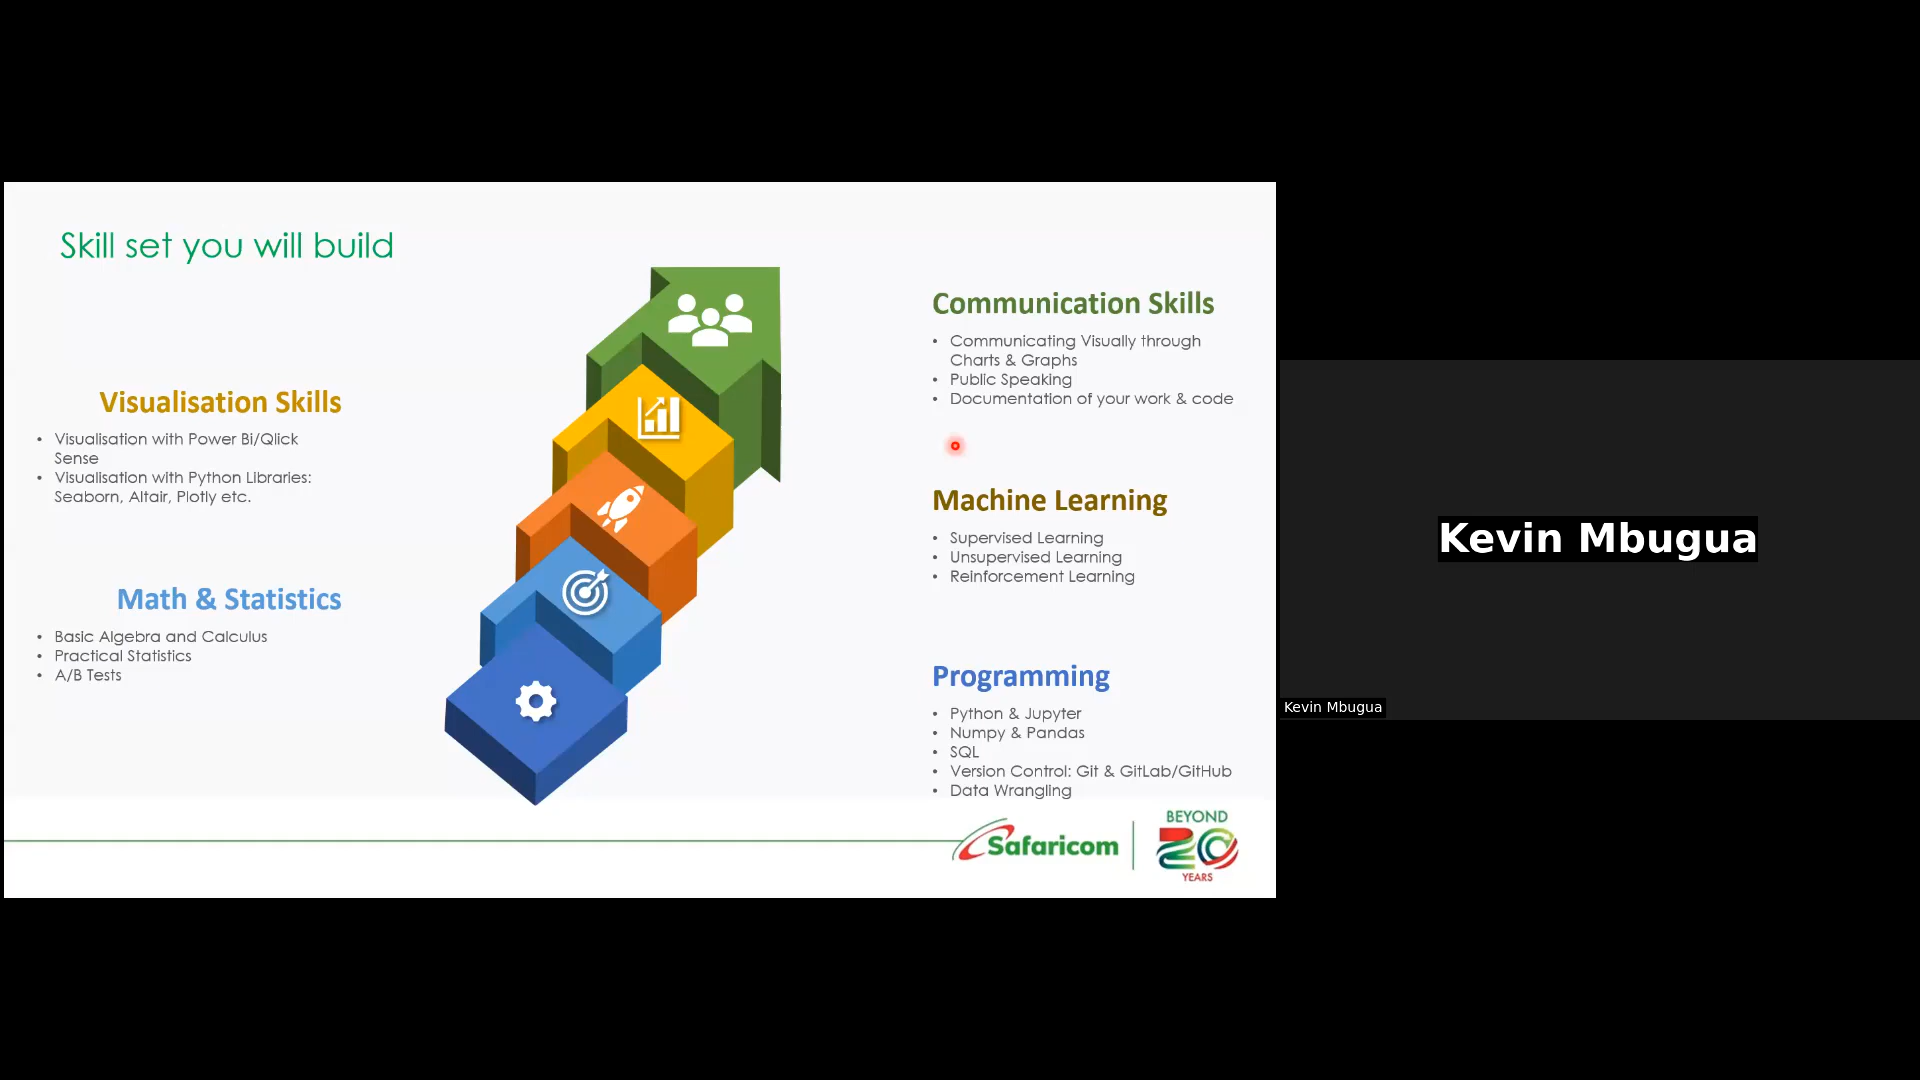 Skill set you will build
Visualisation Skills
• Visualisation with Power Bi/Qlick
Sense
• Visualisation with Python Libraries:
Seaborn, Altair, Plotly etc.
Math & Statistics
• Basic Algebra and Calculus
• Practical Statistics
• A/B Tests
Communication Skills
• Communicating Visually through
Charts & Graphs
• Public Speaking
• Documentation of your work & code
Machine Learning
• Supervised Learning
• Unsupervised Learning
• Reinforcement Learning
Programming
• Python & Jupyter
• Numpy & Pandas
• SQL
• Version Control: Git & GitLab/GitHub
• Data Wrangling
Safaricom
BEYOND
20
YEARS
Kevin Mbugua
Kevin Mbugua